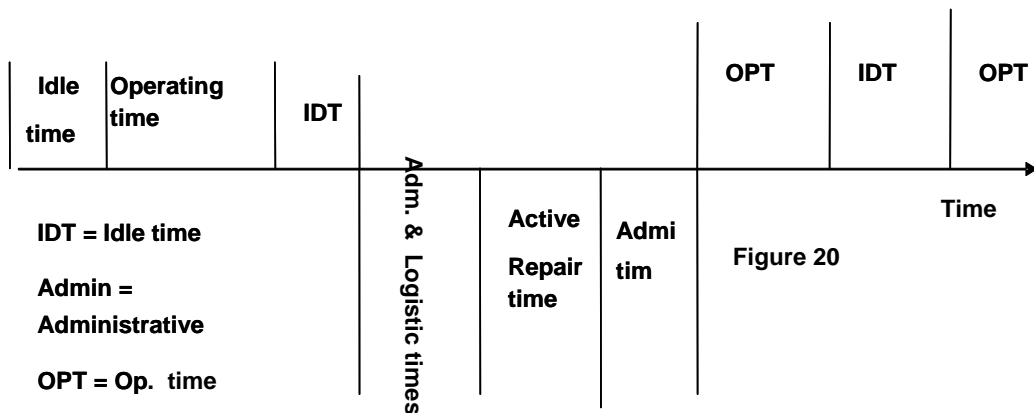 Idle
time
Operating
time
IDT
OPT
IDT
OPT
Adm. & Logistic times
Active
Repair
time
Admi
tim
Time
Figure 20
IDT = Idle time
Admin =
Administrative
OPT = Op. time